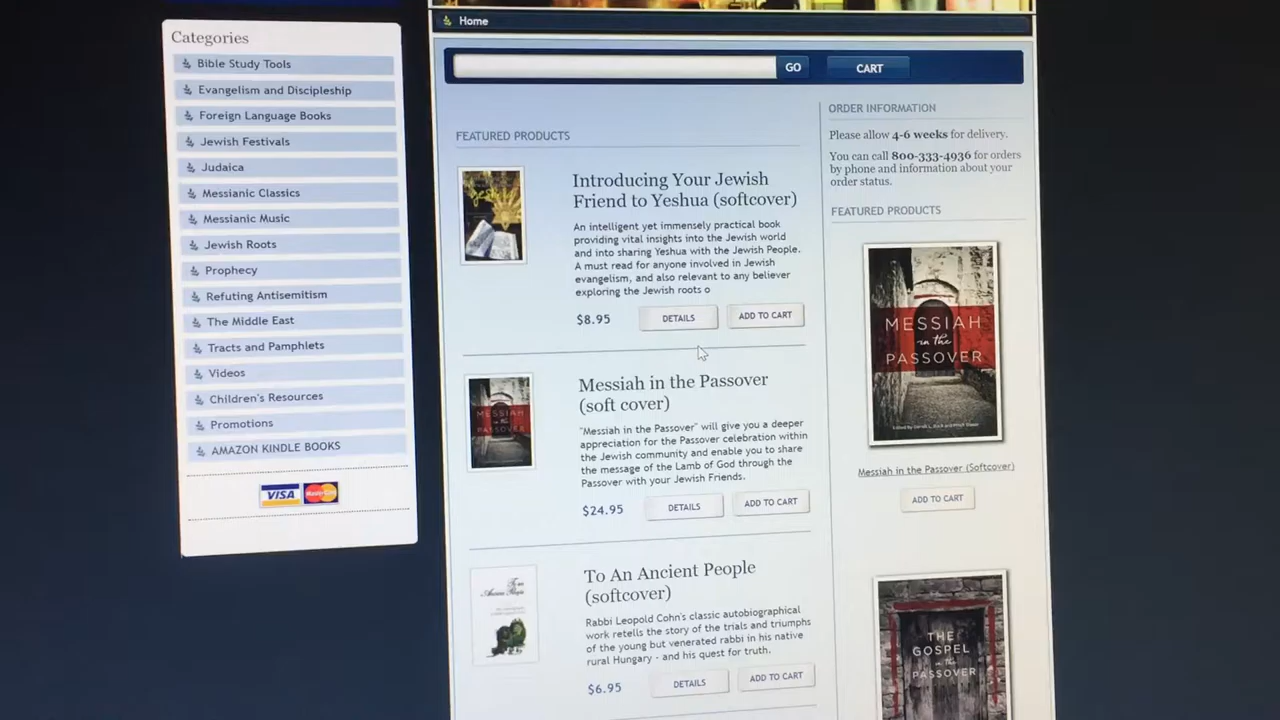 Home
Categories
Bible Study Tools
Evangelism and Discipleship
Foreign Language Books
Jewish Festivals
Judaica
Messianic Classics
Messianic Music
Jewish Roots
Prophecy
Refuting Antisemitism
The Middle East
Tracts and Pamphlets
Videos
Children's Resources
Promotions
AMAZON KINDLE BOOKS
VISA
MasterCard
GO
CART
FEATURED PRODUCTS
Introducing Your Jewish
Friend to Yeshua (softcover)
An intelligent yet immensely practical book
providing vital insights into the Jewish world
and into sharing Yeshua with the Jewish People.
A must read for anyone involved in Jewish
evangelism, and also relevant to any believer
exploring the Jewish roots o
$8.95
DETAILS
ADD TO CART
MESSIAH
in the
PASSOVER
Messiah in the Passover
(soft cover)
"Messiah in the Passover" will give you a deeper
appreciation for the Passover celebration within
the Jewish community and enable you to share
the message of the Lamb of God through the
Passover with your Jewish Friends.
$24.95
DETAILS
ADD TO CART
To An Ancient People
(softcover)
Rabbi Leopold Cohn's classic autobiographical
work retells the story of the trials and triumphs
of the young but venerated rabbi in his native
rural Hungary - and his quest for truth.
$6.95
DETAILS
ADD TO CART
ORDER INFORMATION
Please allow 4-6 weeks for delivery.
You can call 800-333-4936 for orders
by phone and information about your
order status.
FEATURED PRODUCTS
MESSIAH
in the
PASSOVER
Messiah in the Passover (Softcover)
ADD TO CART
THE
GOSPEL
in the
PASSOVER